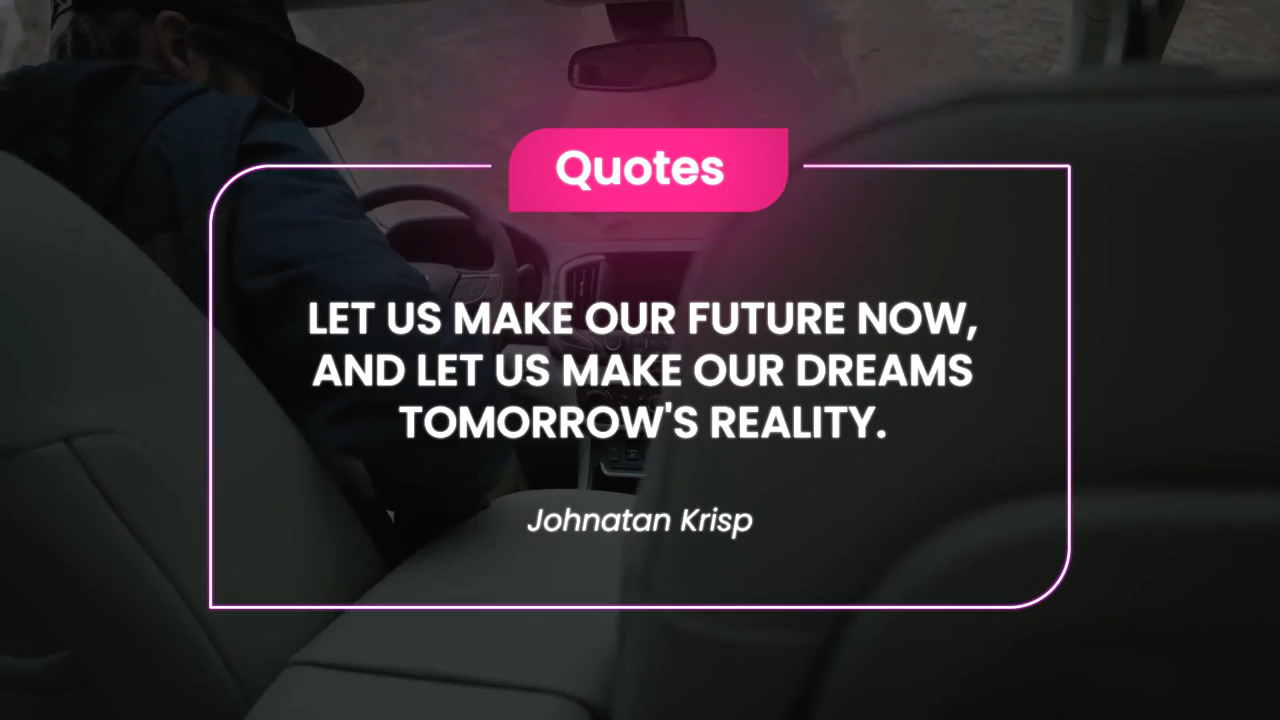 Quotes
LET US MAKE OUR FUTURE NOW,
AND LET US MAKE OUR DREAMS
TOMORROW'S REALITY.
Johnatan Krisp